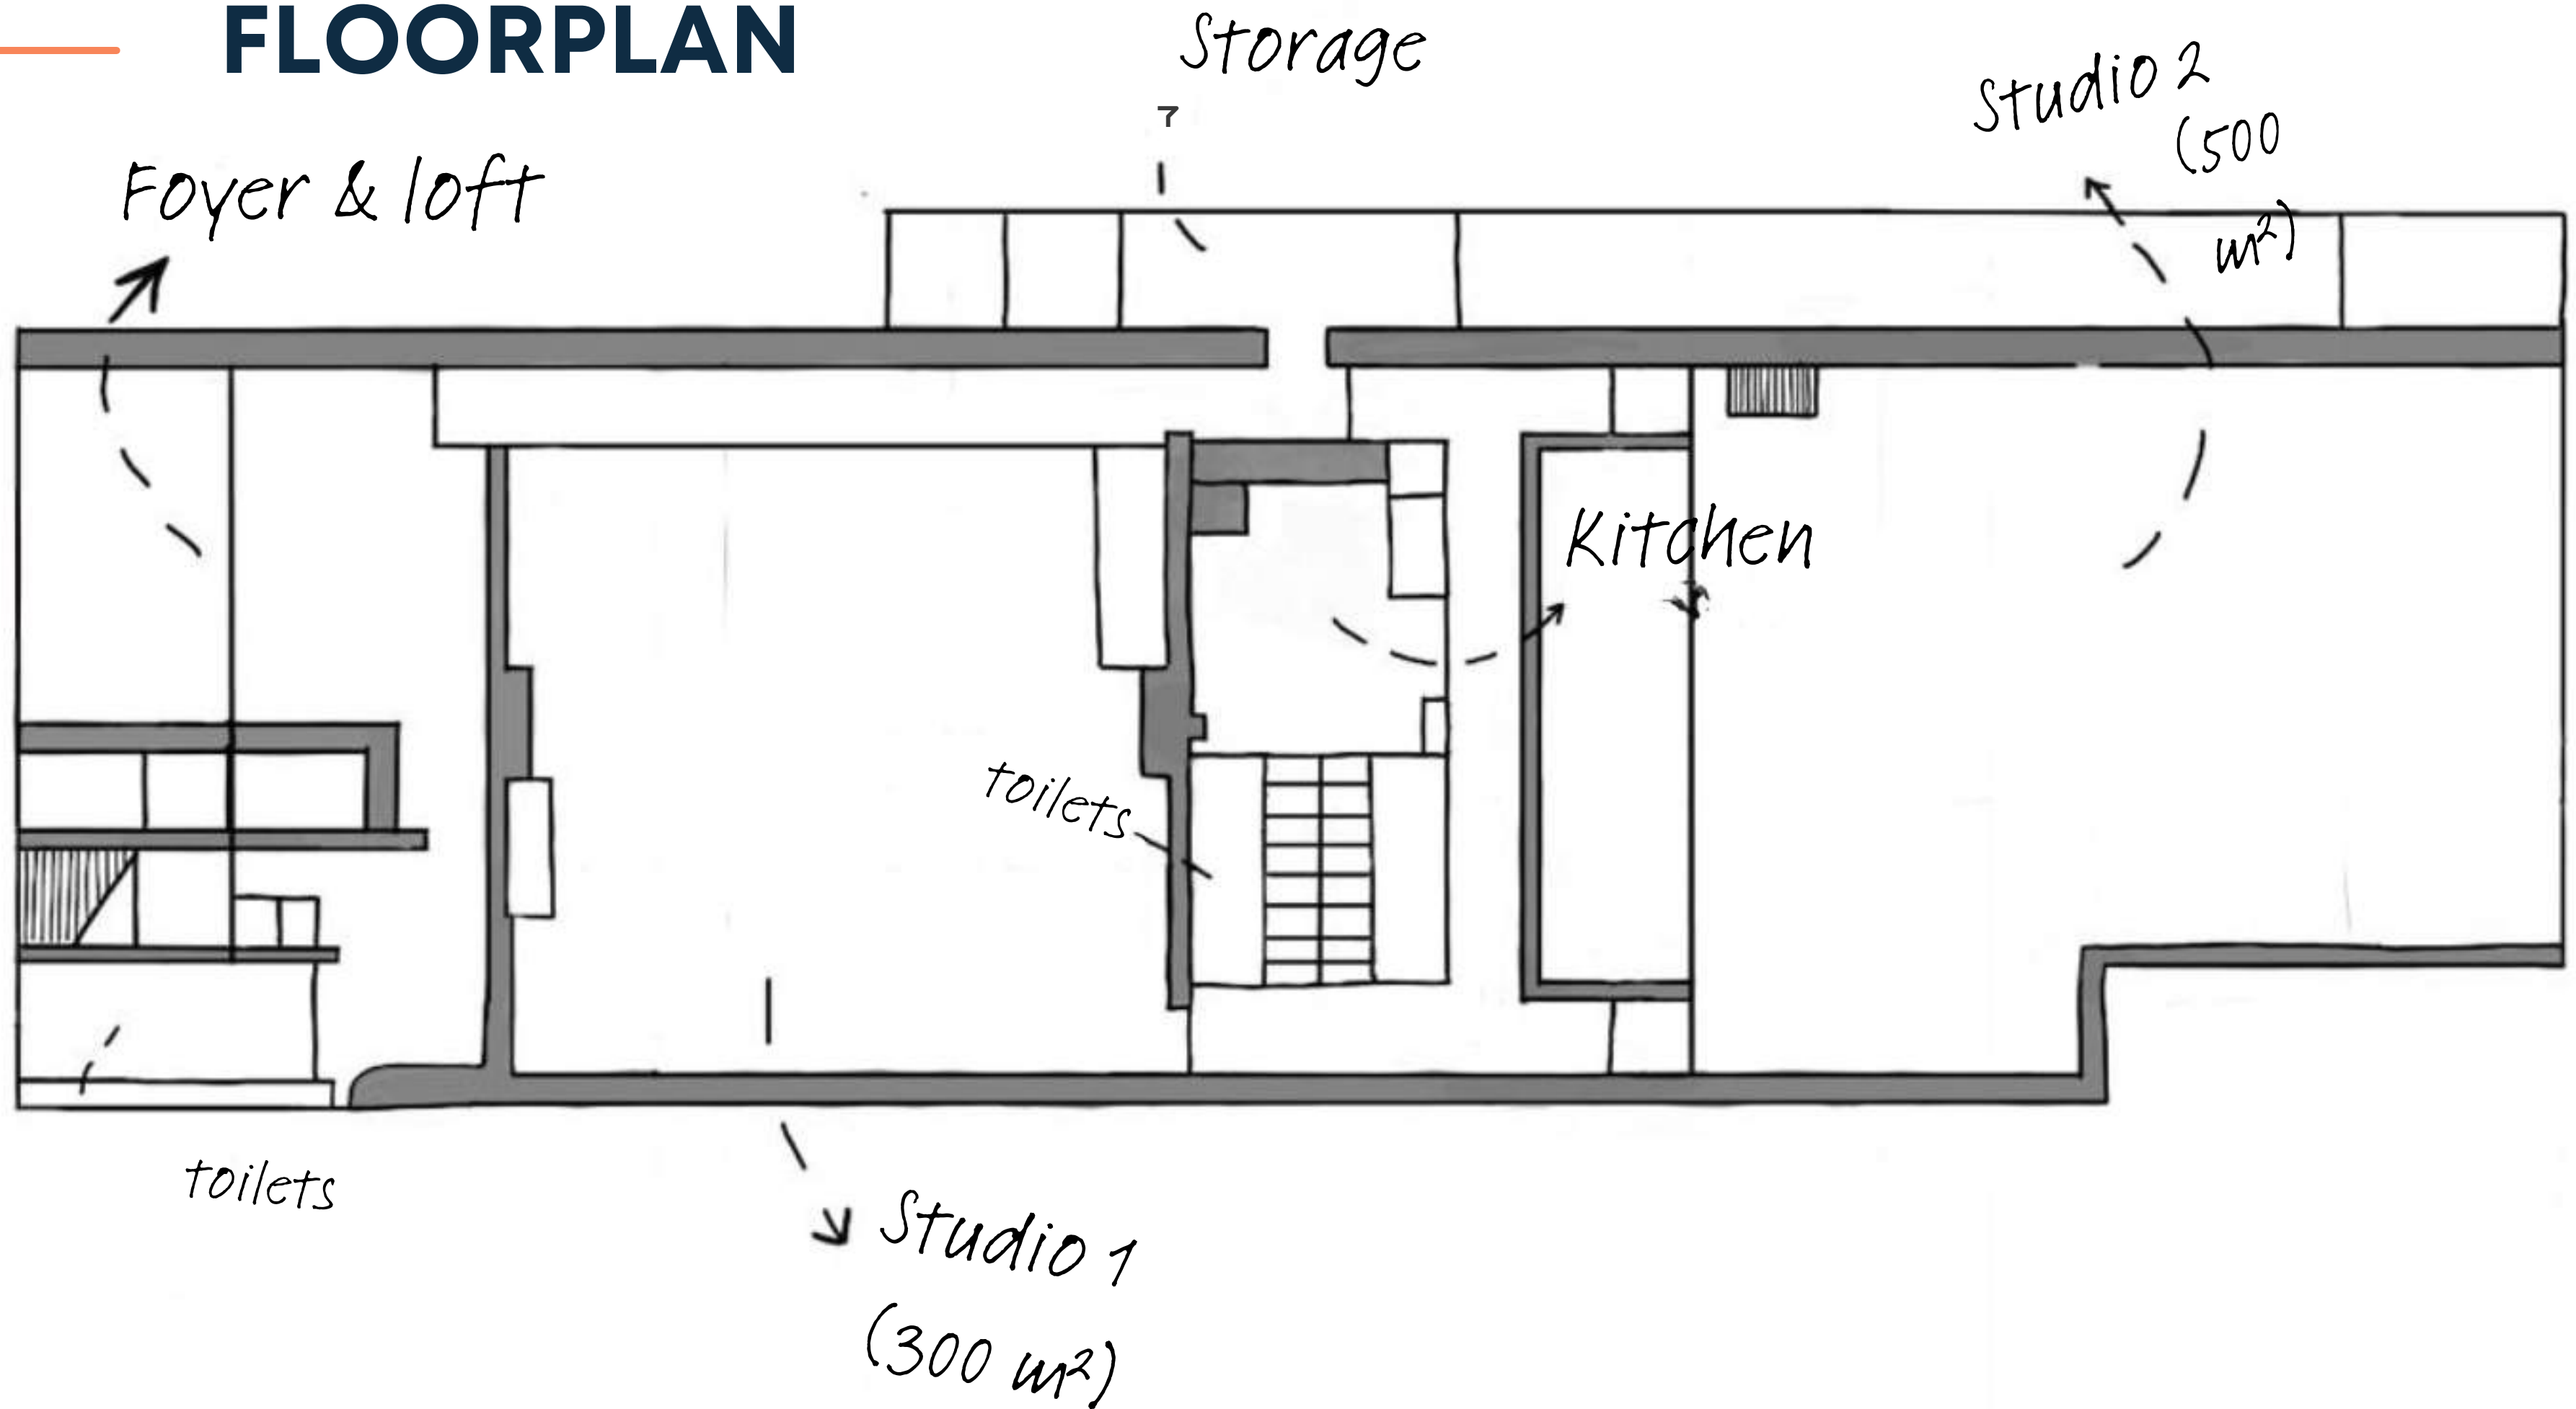 FLOORPLAN
Storage
Studio 2
(500
m²)
Foyer & loft
Kitchen
toilets
toilets
Studio 1
(300 m²)